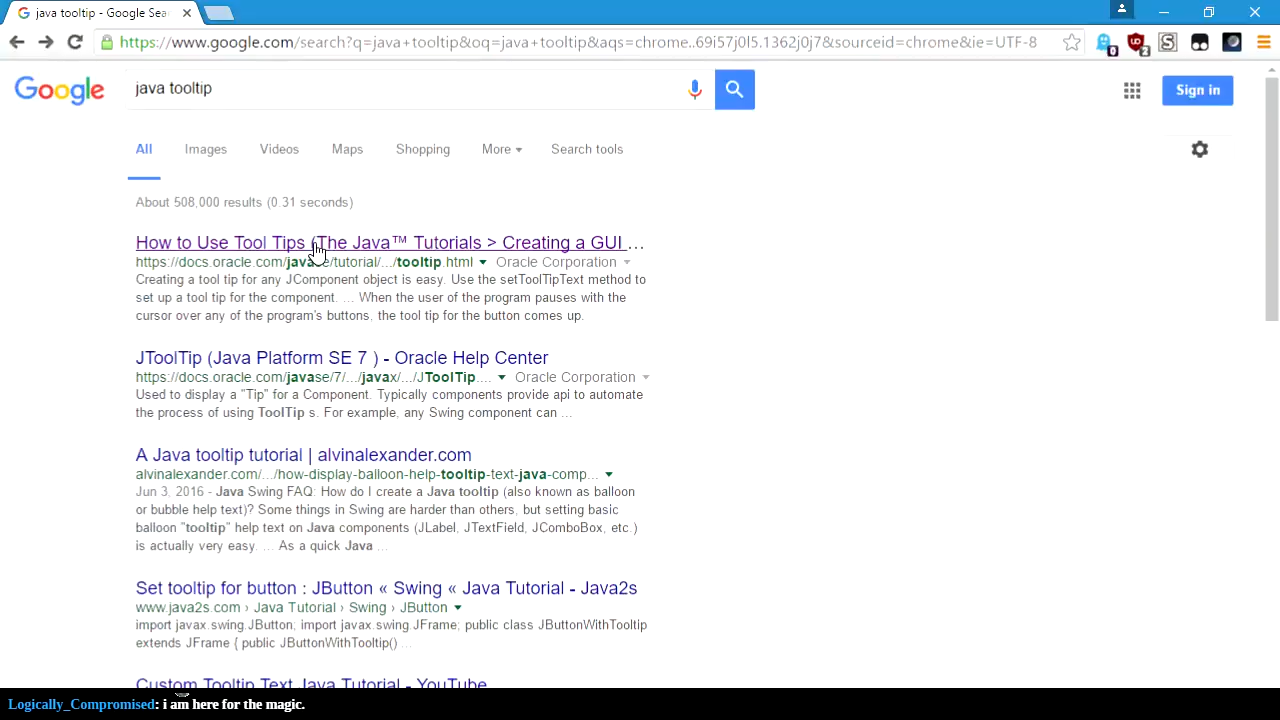 java tooltip - Google Sea
https://www.google.com/search?q=java+tooltip&oq=java+tooltip&aqs=chrome..69i57j0l5.1362j0j7&sourceid=chrome&ie=UTF-8
0
2
Google
java tooltip
Sign in
All Images Videos Maps Shopping More Search tools
About 508,000 results (0.31 seconds)
How to Use Tool Tips (The Java™ Tutorials > Creating a GUI ...
https://docs.oracle.com/javase/tutorial/.../tooltip.html Oracle Corporation
Creating a tool tip for any JComponent object is easy. Use the setToolTipText method to
set up a tool tip for the component. ... When the user of the program pauses with the
cursor over any of the program's buttons, the tool tip for the button comes up.
JToolTip (Java Platform SE 7 ) - Oracle Help Center
https://docs.oracle.com/javase/7/.../javax/.../JToolTip.... Oracle Corporation
Used to display a "Tip" for a Component. Typically components provide api to automate
the process of using ToolTip s. For example, any Swing component can ...
A Java tooltip tutorial | alvinalexander.com
alvinalexander.com/.../how-display-balloon-help-tooltip-text-java-comp...
Jun 3, 2016 - Java Swing FAQ: How do I create a Java tooltip (also known as balloon
or bubble help text)? Some things in Swing are harder than others, but setting basic
balloon "tooltip" help text on Java components (JLabel, JTextField, JComboBox, etc.)
is actually very easy. ... As a quick Java ...
Set tooltip for button : JButton « Swing « Java Tutorial - Java2s
www.java2s.com › Java Tutorial › Swing › JButton
import javax.swing.JButton; import javax.swing.JFrame; public class JButtonWithTooltip
extends JFrame { public JButtonWithTooltip() ...
Custom Tooltip Text Java Tutorial - YouTube
Logically_Compromised: i am here for the magic.